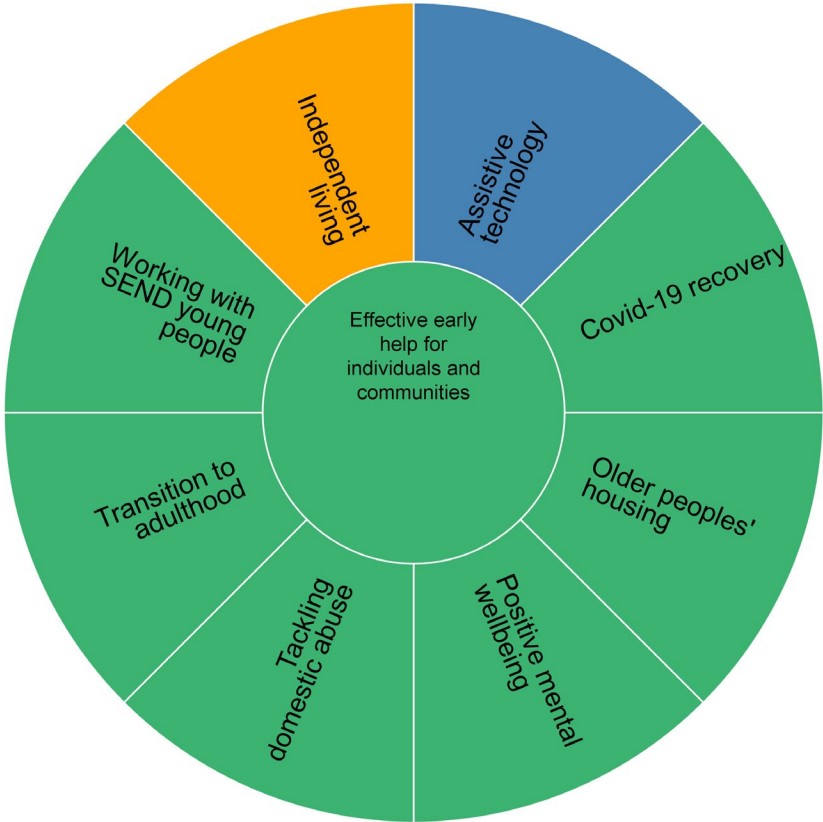 Effective early
help for
individuals and
communities
Assistive
technology
Covid-19 recovery
Older peoples'
housing
Positive mental
wellbeing
Tackling
domestic abuse
Transition to
adulthood
Working with
SEND young
people
Independent
living